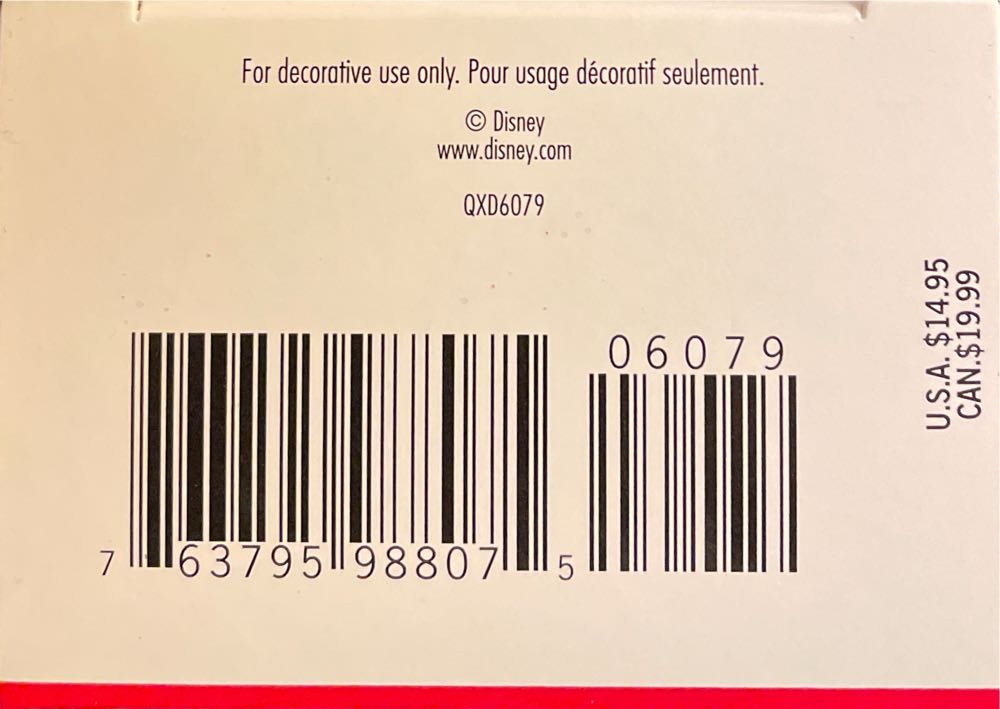 For decorative use only. Pour usage décoratif seulement.
© Disney
www.disney.com
QXD6079
U.S.A. $14.95
CAN.$19.99
06079
7 63795 98807 5